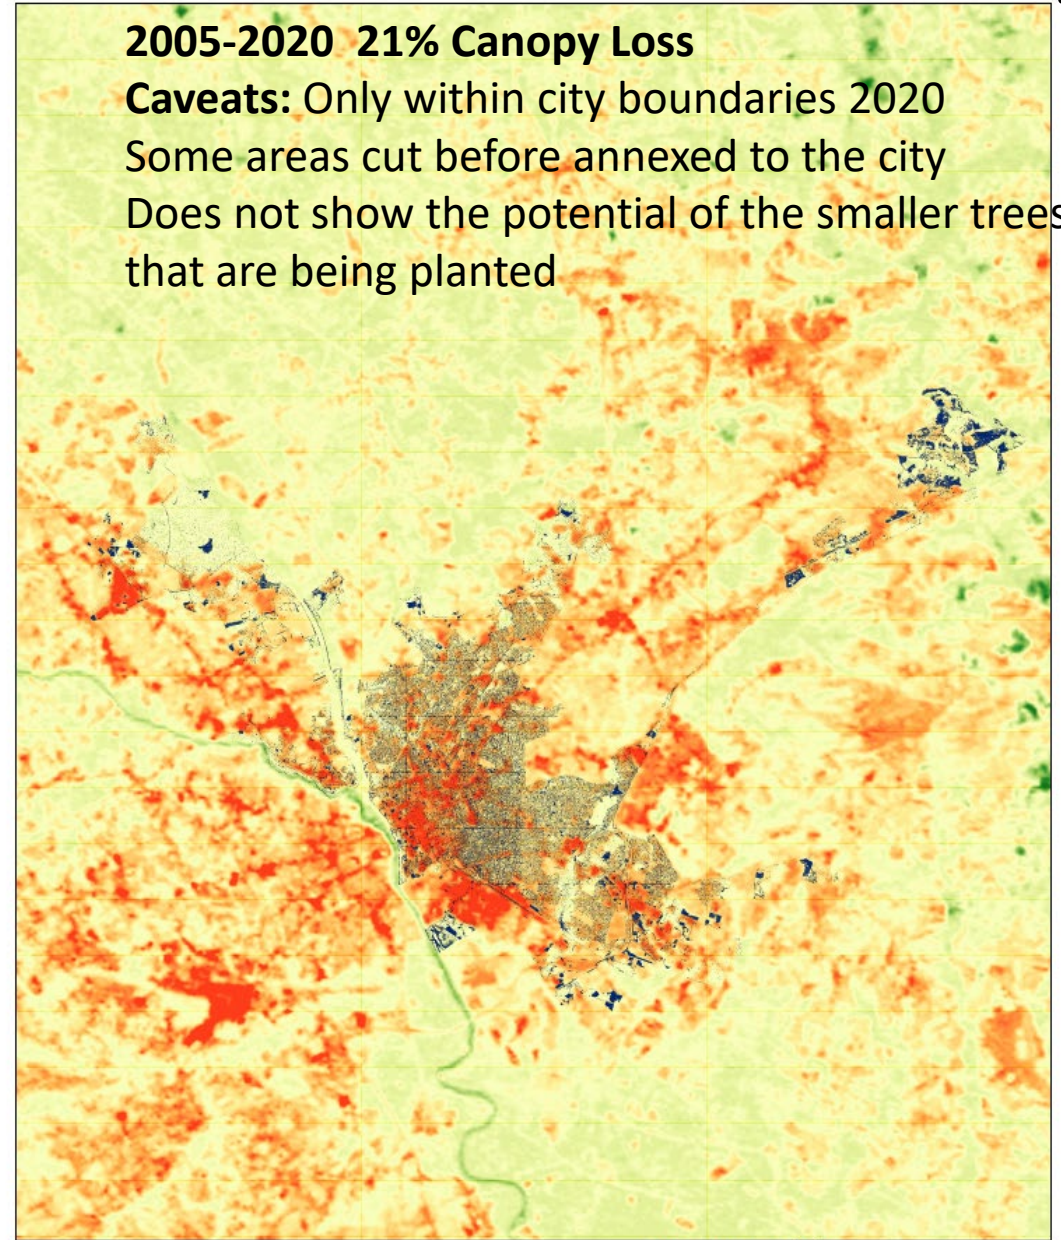 2005-2020  21% Canopy Loss
Caveats: Only within city boundaries 2020
Some areas cut before annexed to the city
Does not show the potential of the smaller trees
that are being planted